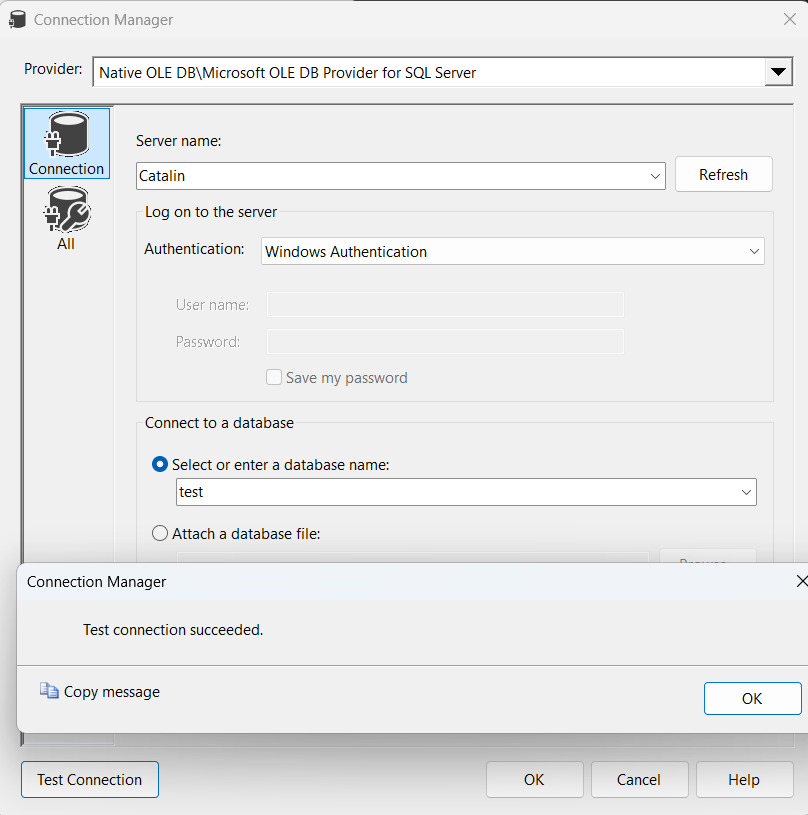 Connection Manager
Provider: Native OLE DB\Microsoft OLE DB Provider for SQL Server
Connection
All
Server name:
Catalin
Refresh
Log on to the server
Authentication: Windows Authentication
User name:
Password:
Save my password
Connect to a database
Select or enter a database name:
test
Attach a database file:
Connection Manager
Test connection succeeded.
Copy message
OK
Test Connection
OK
Cancel
Help